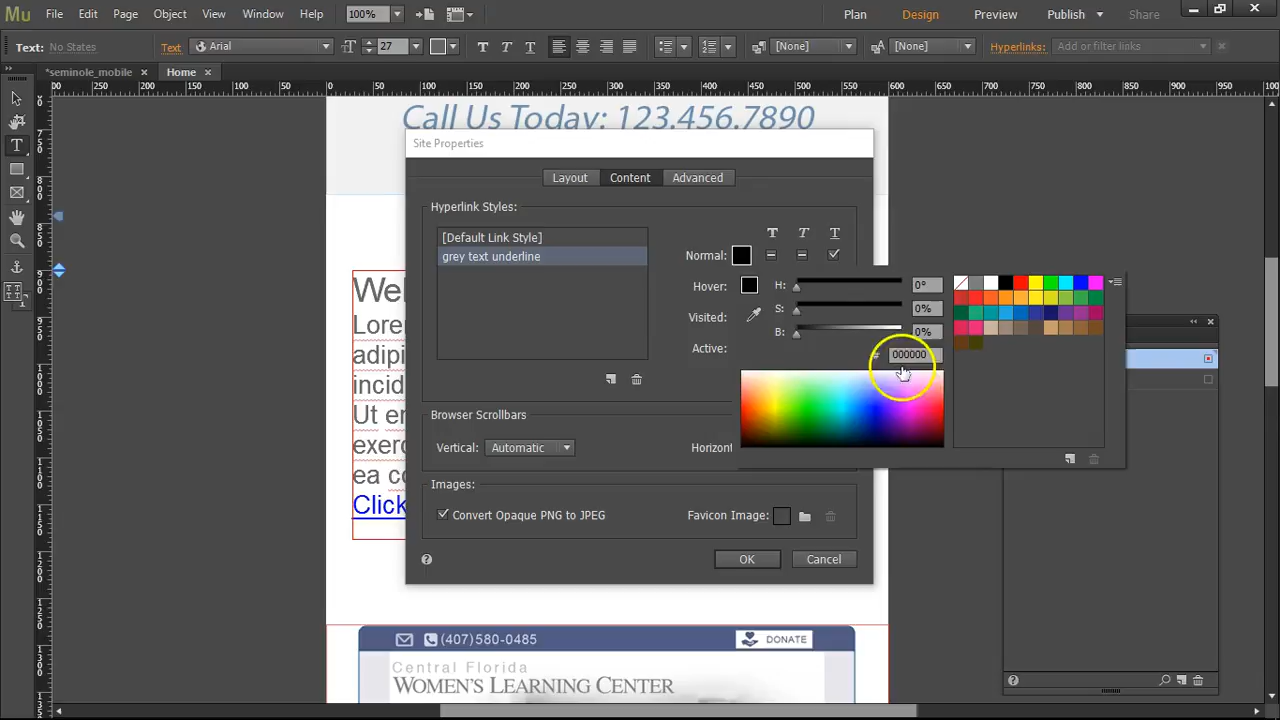 Mu File Edit Page Object View Window Help 100% Plan Design Preview Publish Share
Text: No States Text Arial 27 [None] [None] Hyperlinks: Add or filter links
*seminole_mobile Home
Call Us Today: 123.456.7890
Site Properties
Layout Content Advanced
Hyperlink Styles:
[Default Link Style]
grey text underline
Normal:
Hover:
Visited:
Active:
H: 0°
S: 0%
B: 0%
# 000000
Wel
Lorer
adipi
incid
Ut en
exerc
ea co
Click
Browser Scrollbars
Vertical: Automatic Horizont
Images:
Convert Opaque PNG to JPEG Favicon Image:
OK Cancel
(407)580-0485 DONATE
Central Florida
WOMEN'S LEARNING CENTER